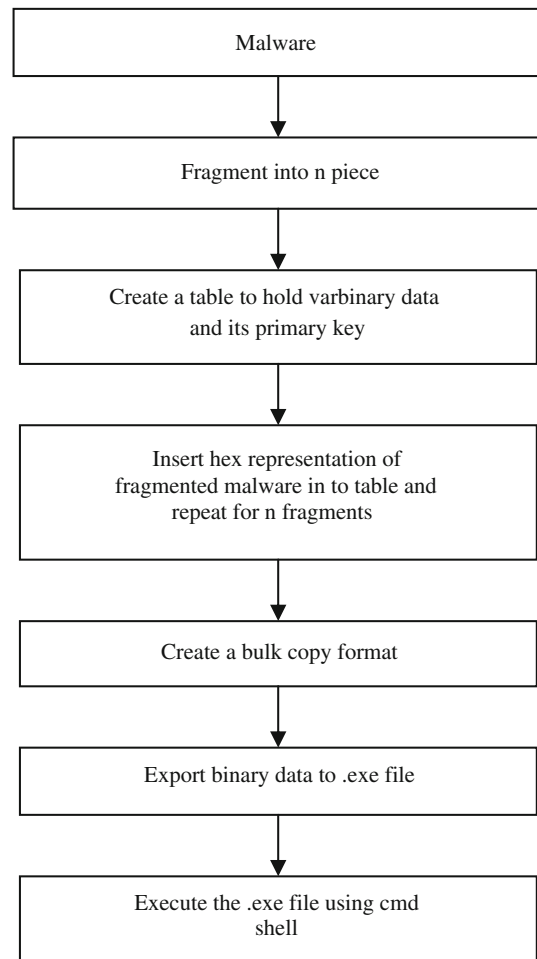 Malware
Fragment into n piece
Create a table to hold varbinary data
and its primary key
Insert hex representation of
fragmented malware in to table and
repeat for n fragments
Create a bulk copy format
Export binary data to .exe file
Execute the .exe file using cmd
shell